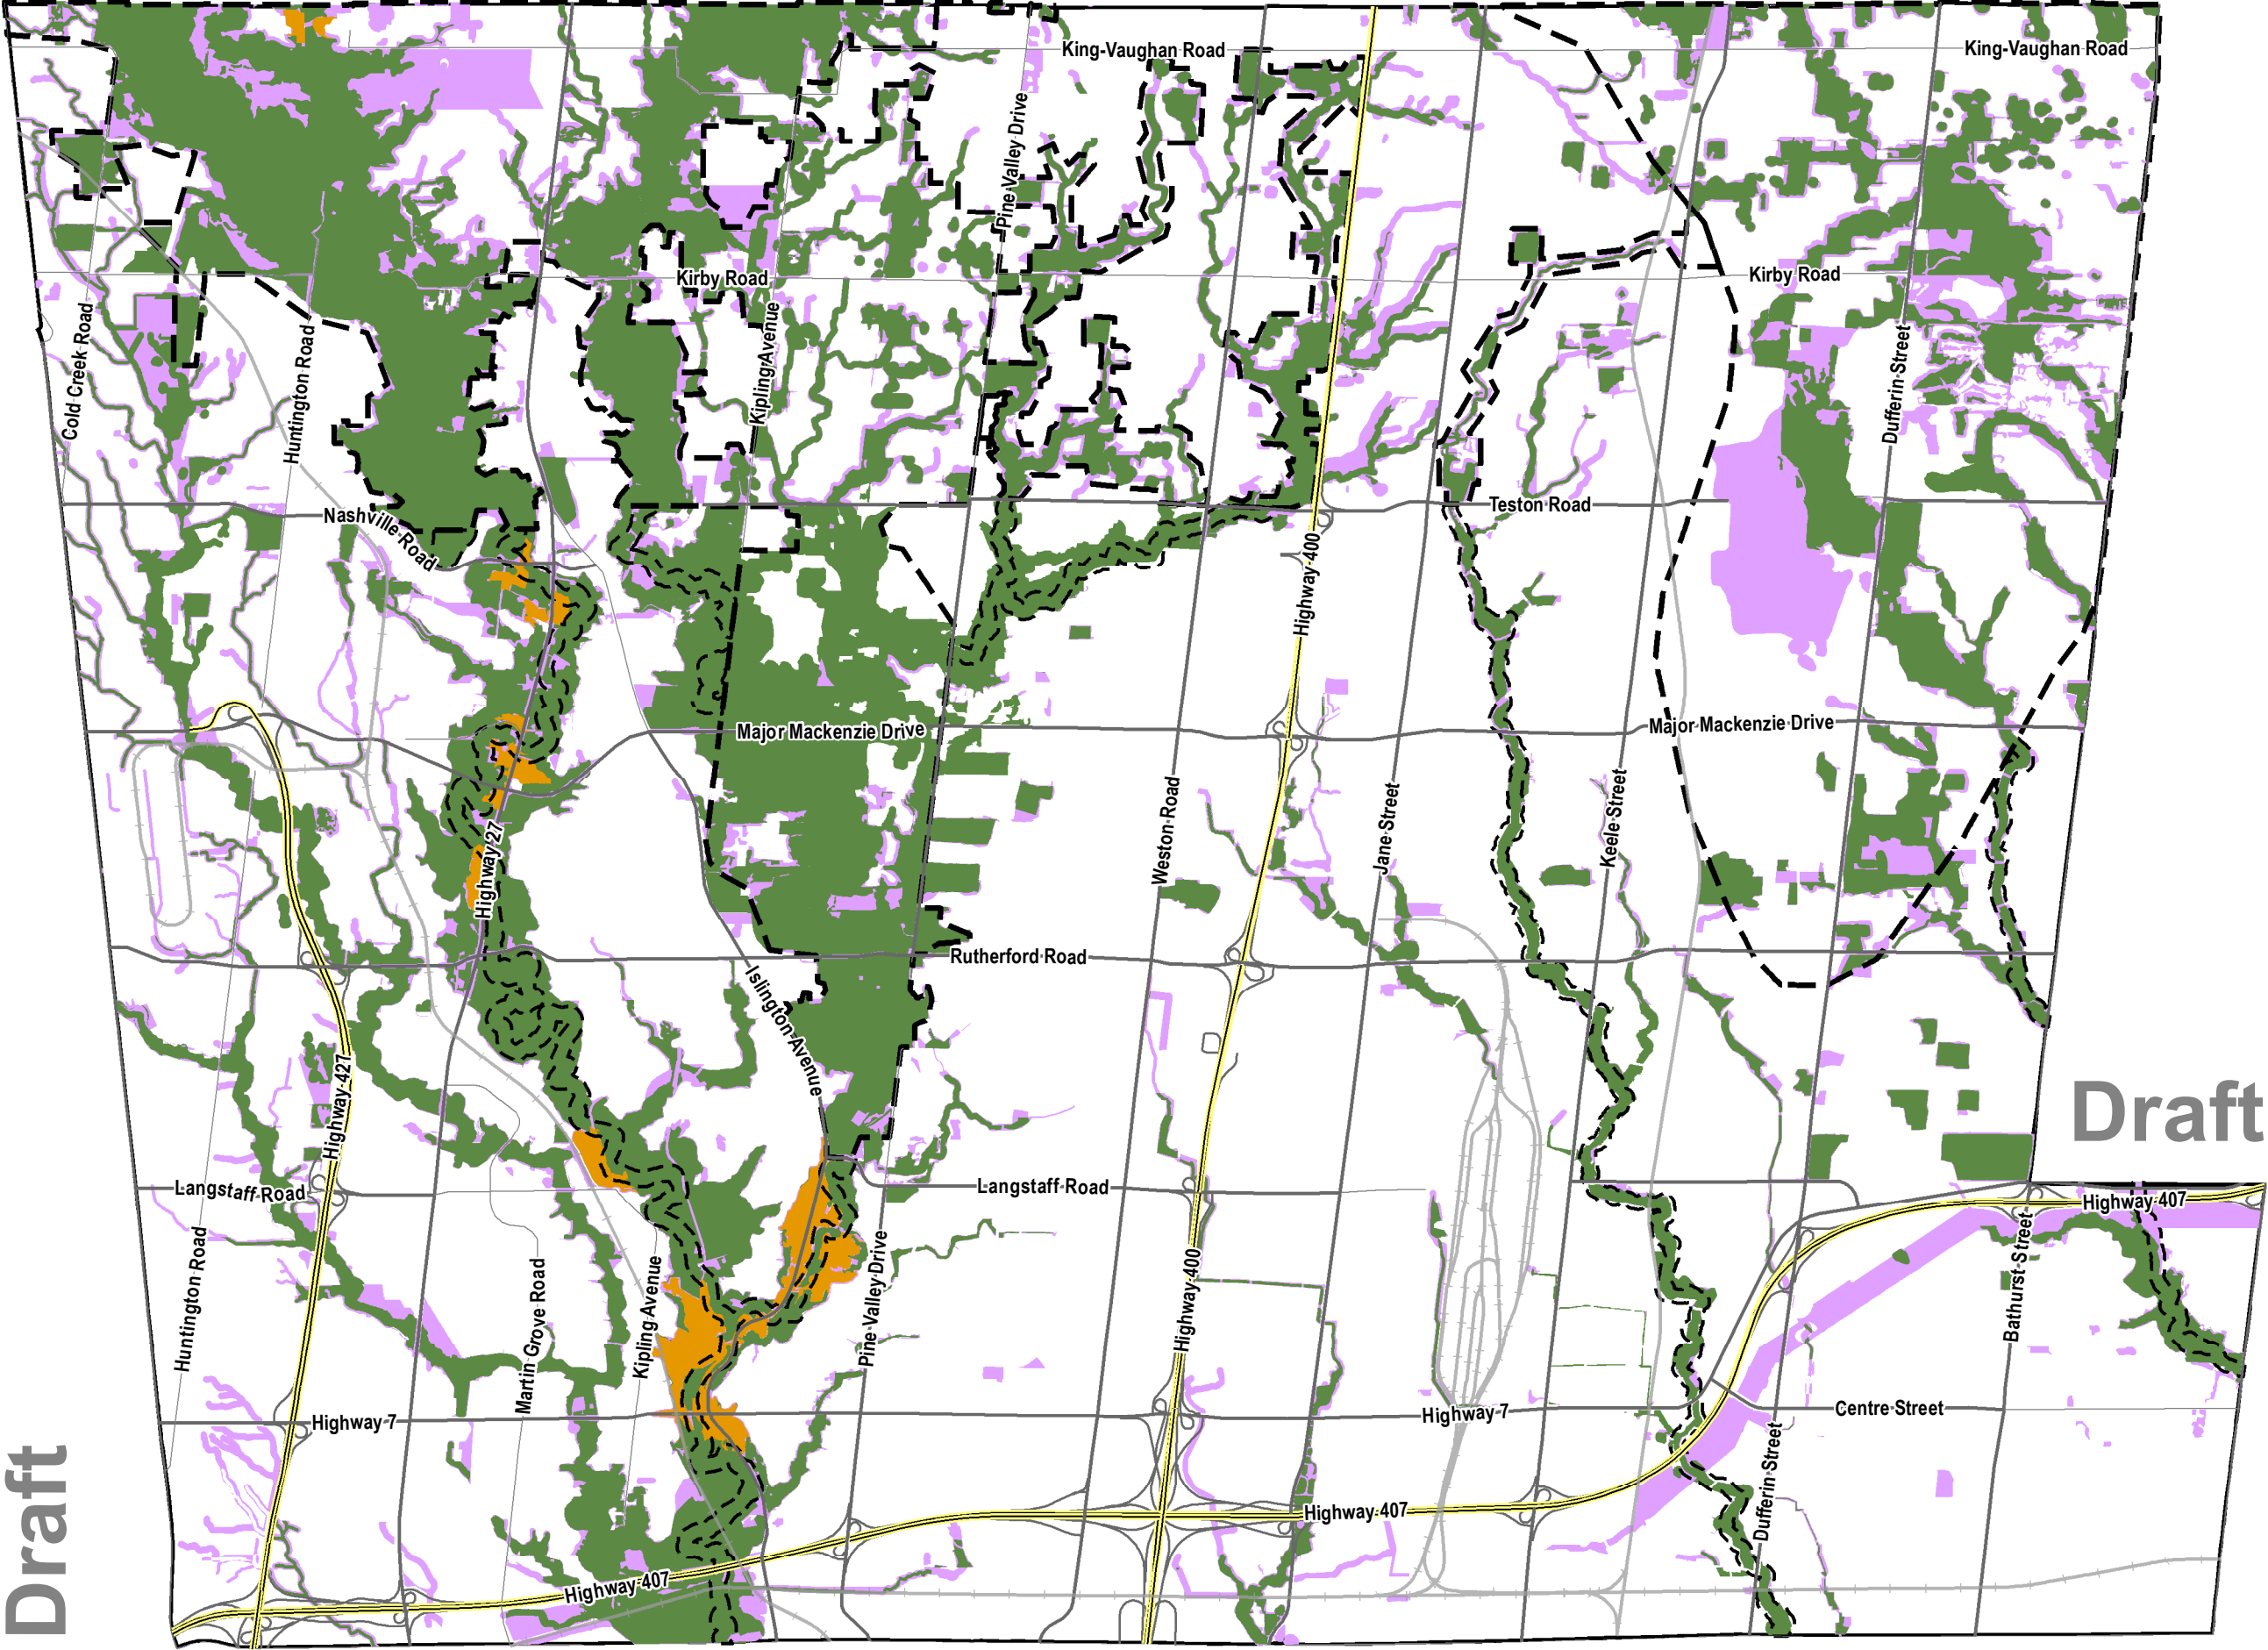 King-Vaughan Road
King-Vaughan Road
Pine Valley Drive
Kirby Road
Kirby Road
Cold Creek Road
Huntington Road
Kipling Avenue
Dufferin Street
Teston Road
Nashville Road
Highway 400
Major Mackenzie Drive
Major Mackenzie Drive
Weston Road
Jane Street
Keele Street
Highway 27
Rutherford Road
Islington Avenue
Highway 427
Draft
Langstaff Road
Langstaff Road
Highway 407
Huntington Road
Martin Grove Road
Kipling Avenue
Pine Valley Drive
Highway 400
Bathurst Street
Highway 7
Highway 7
Centre Street
Draft
Dufferin Street
Highway 407
Highway 407